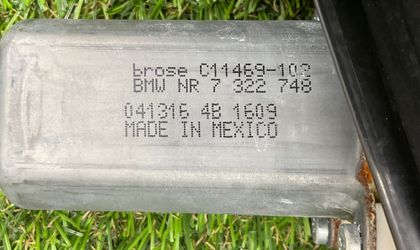 brose C11469-102
BMW NR 7 322 748
041316 4B 1609
MADE IN MEXICO